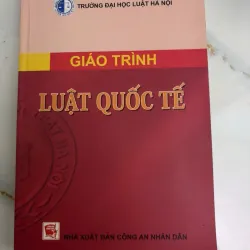 TRƯỜNG ĐẠI HỌC LUẬT HÀ NỘI
GIÁO TRÌNH
LUẬT QUỐC TẾ
NHÀ XUẤT BẢN CÔNG AN NHÂN DÂN